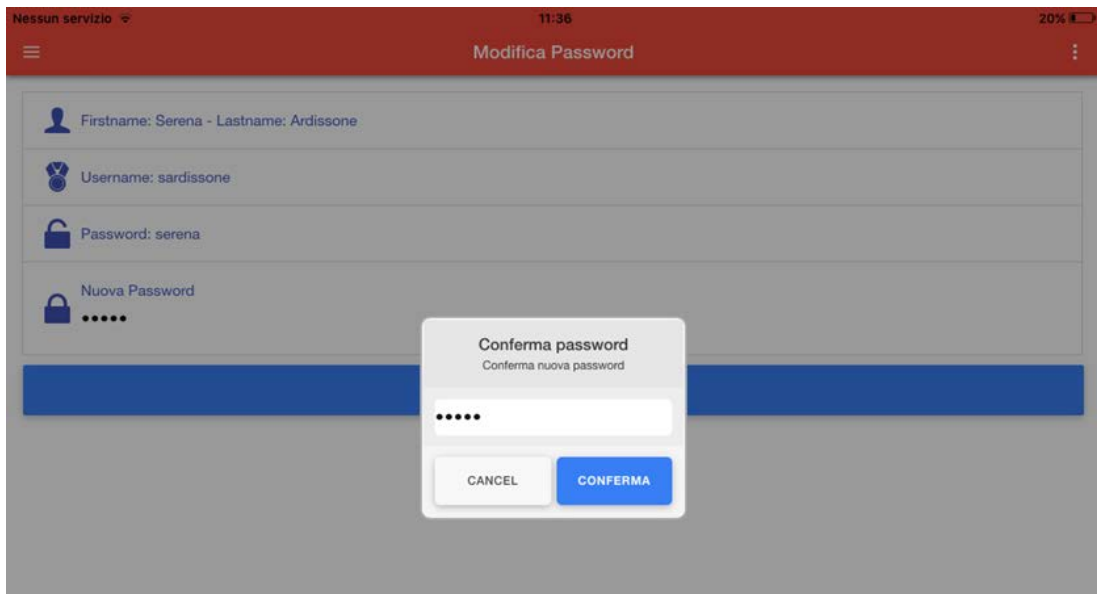 Nessun servizio 11:36 20%
Modifica Password
Firstname: Serena - Lastname: Ardissone
Username: sardissone
Password: serena
Nuova Password
•••••
Conferma password
Conferma nuova password
•••••
CANCEL CONFERMA